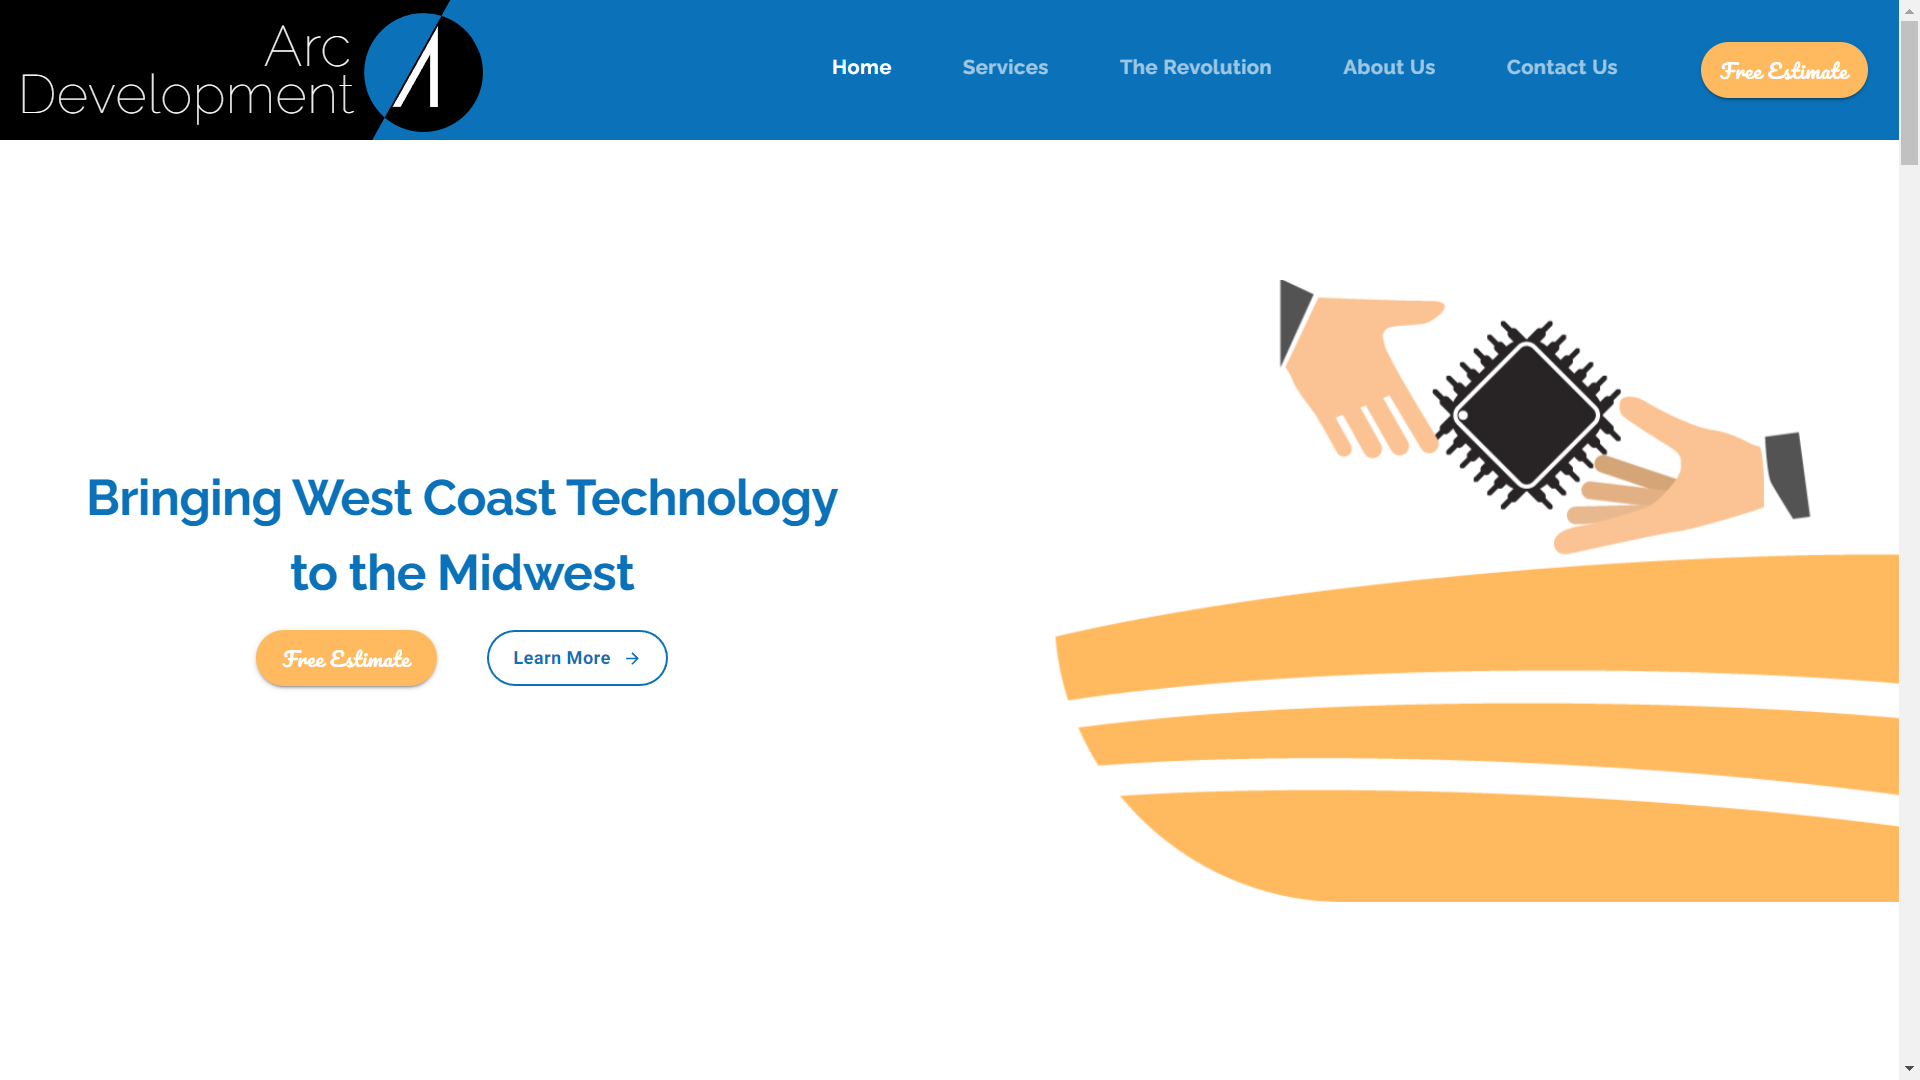 Arc
Development
Home
Services
The Revolution
About Us
Contact Us
Free Estimate
Bringing West Coast Technology
to the Midwest
Free Estimate
Learn More